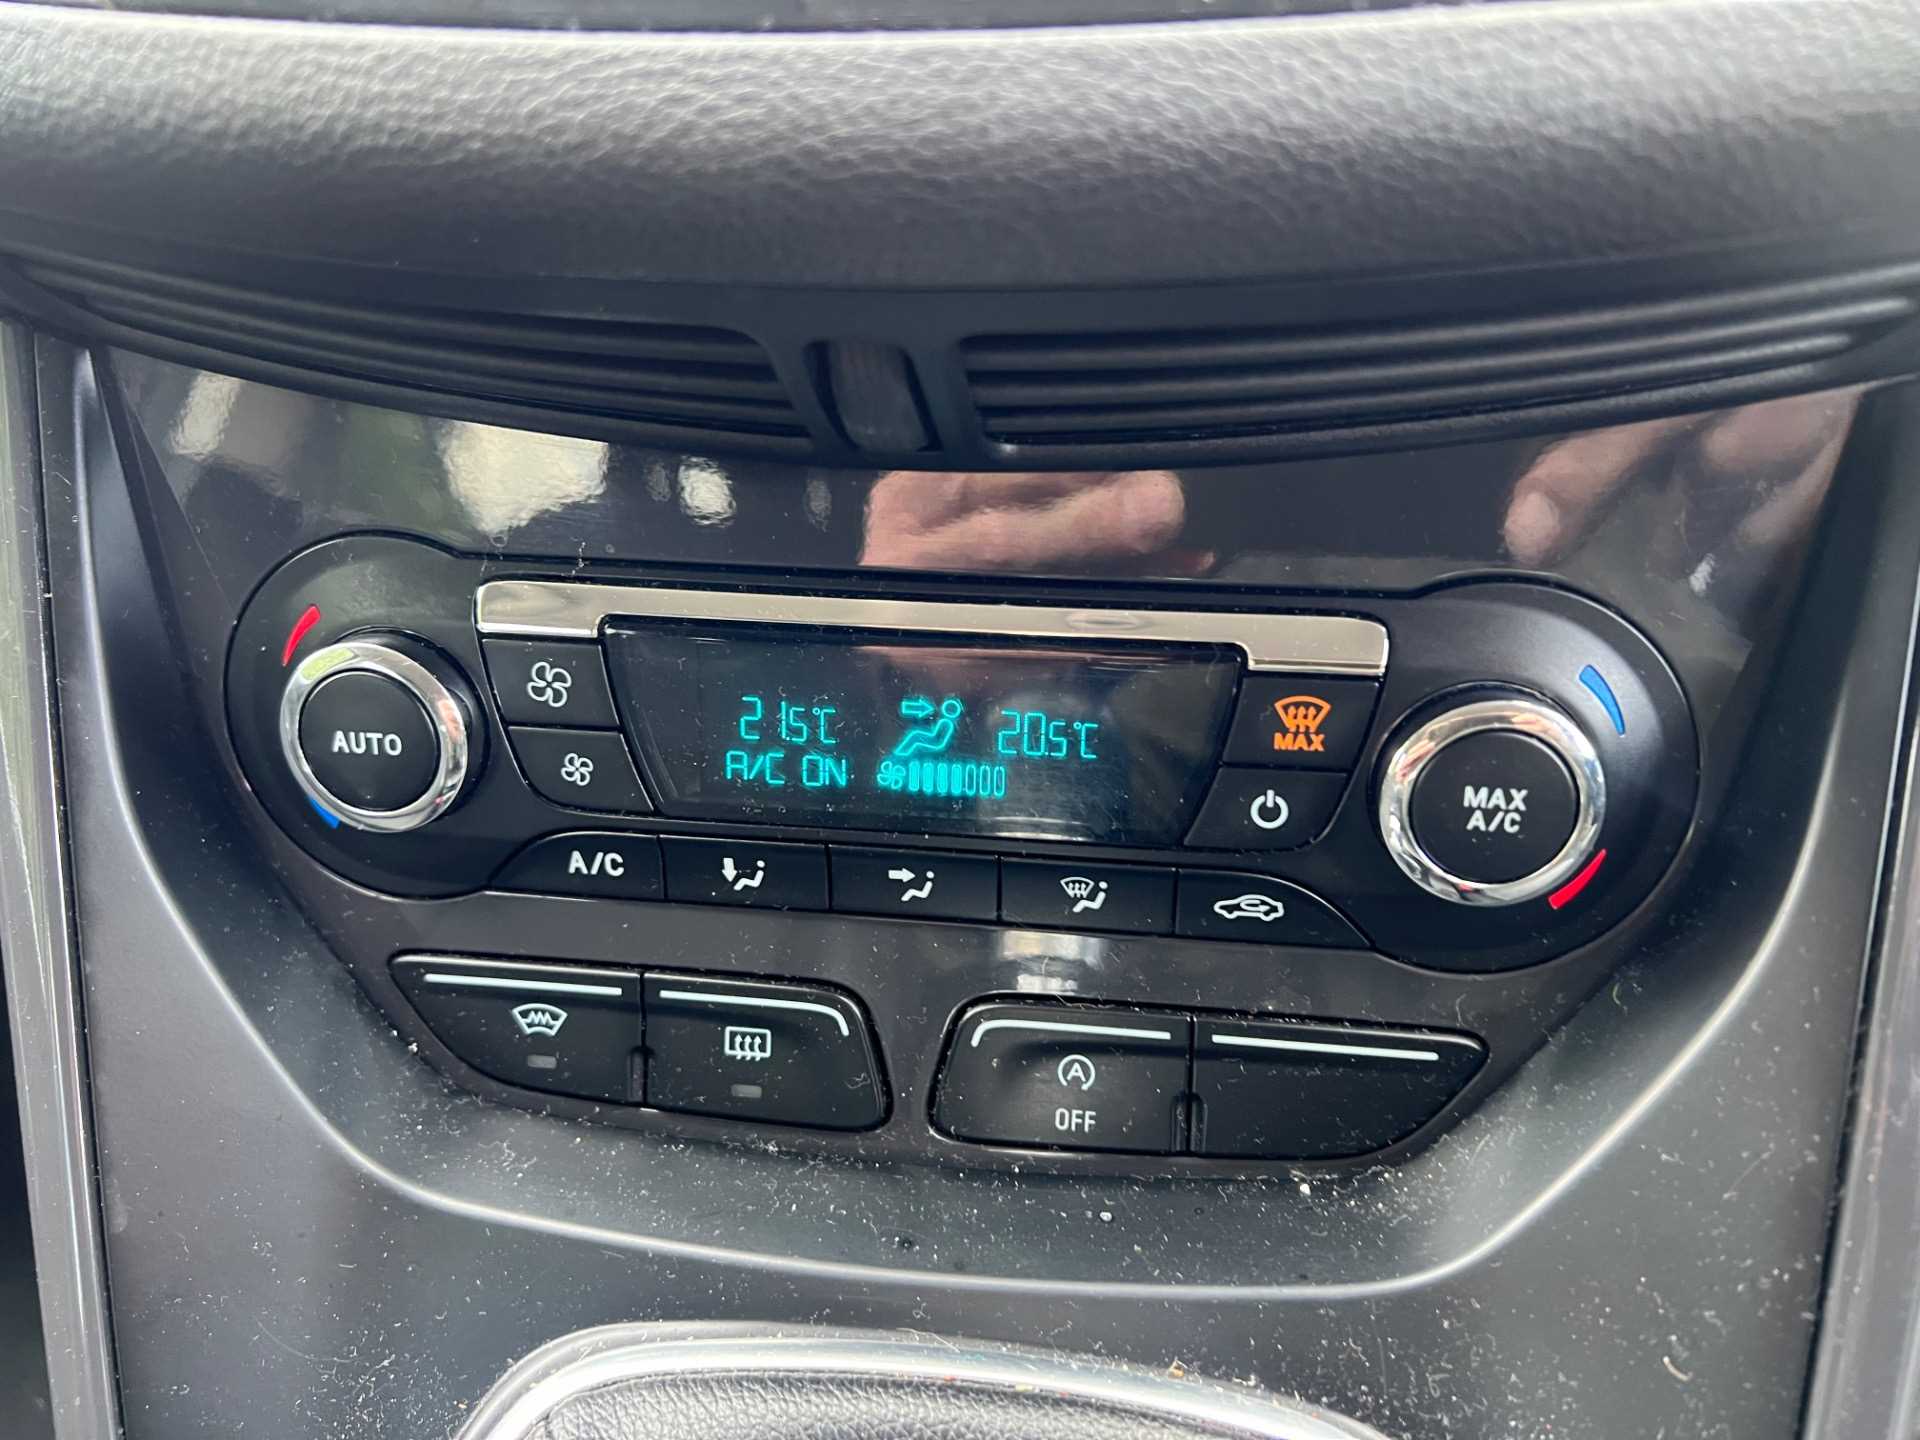 21.5°C 20.5°C
A/C ON
MAX
AUTO
MAX
A/C
A/C
A
OFF